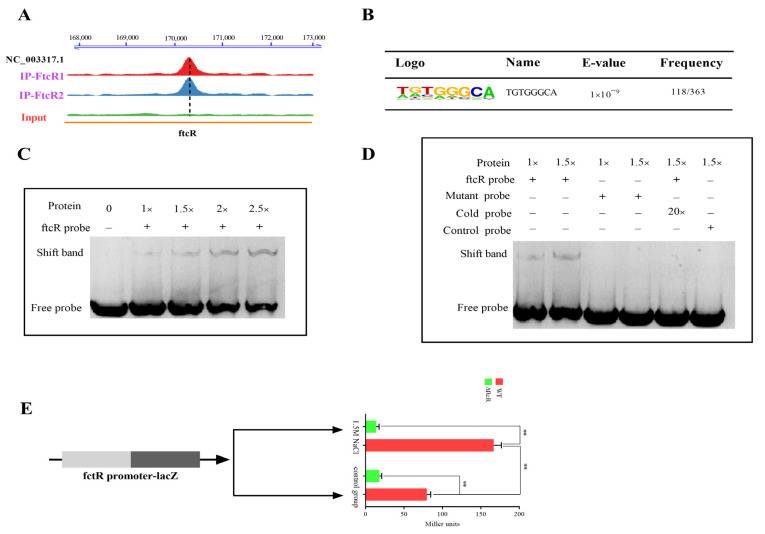 A
168,000 169,000 170,000 171,000 172,000 173,000
NC_003317.1
IP-FtcR1
IP-FtcR2
Input
ftcR
B
Logo Name E-value Frequency
TGTGGGCA TGTGGGCA 1×10⁻⁹ 118/363
C
Protein 0 1× 1.5× 2× 2.5×
ftcR probe – + + + +
Shift band
Free probe
D
Protein 1× 1.5× 1× 1.5× 1.5× 1.5×
ftcR probe + + – – + –
Mutant probe – – + + – –
Cold probe – – – – 20× –
Control probe – – – – – +
Shift band
Free probe
E
fctR promoter-lacZ
WT
1.5M NaCl
control group
**
**
**
0 50 100 150 200
Miller units